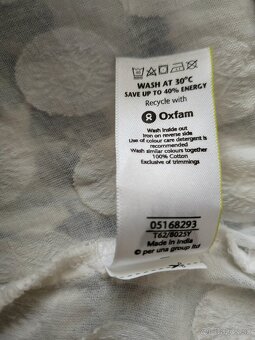 WASH AT 30°C
SAVE UP TO 40% ENERGY
Recycle with
Oxfam
Wash inside out
Iron on reverse side
Use of colour care detergent is
recommended
Wash similar colours together
100% Cotton
Exclusive of trimmings
05168293
T62/8025Y
Made in India
© per una group ltd